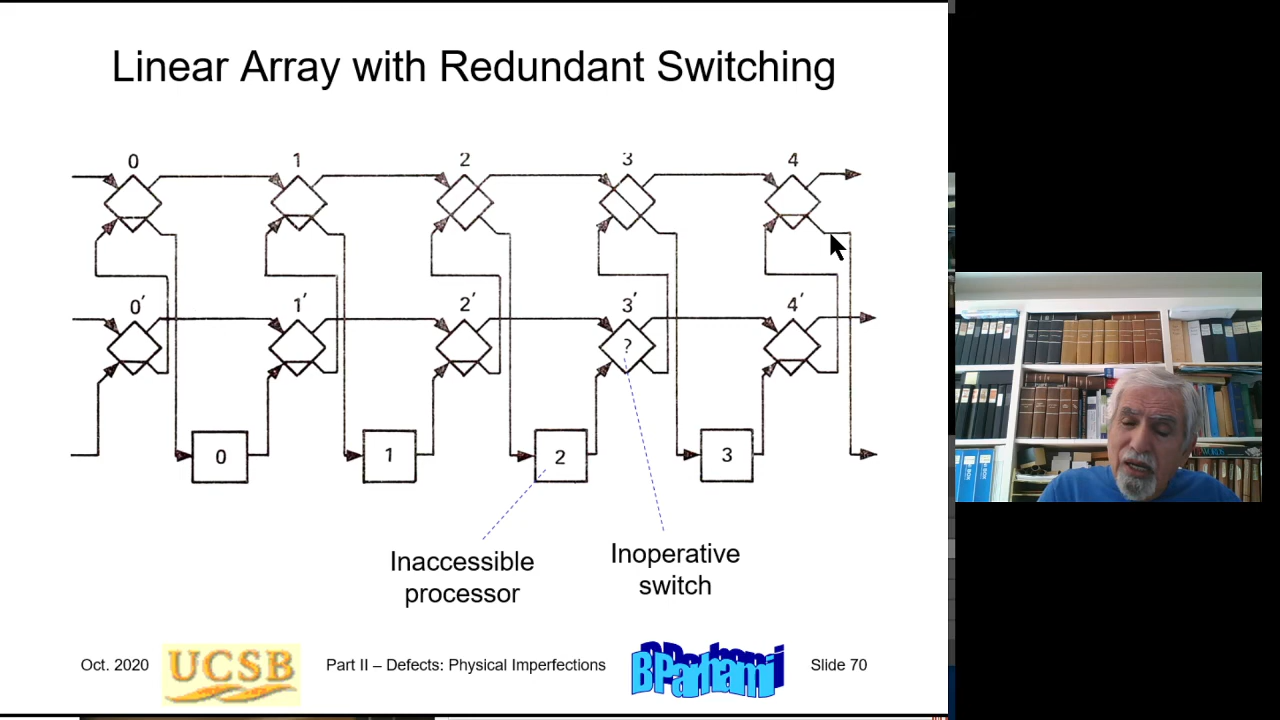 Linear Array with Redundant Switching
0 1 2 3 4
0′ 1′ 2′ 3′ 4′
?
0 1 2 3
Inaccessible
processor
Inoperative
switch
Oct. 2020
UCSB
Part II – Defects: Physical Imperfections
BParhami
Slide 70